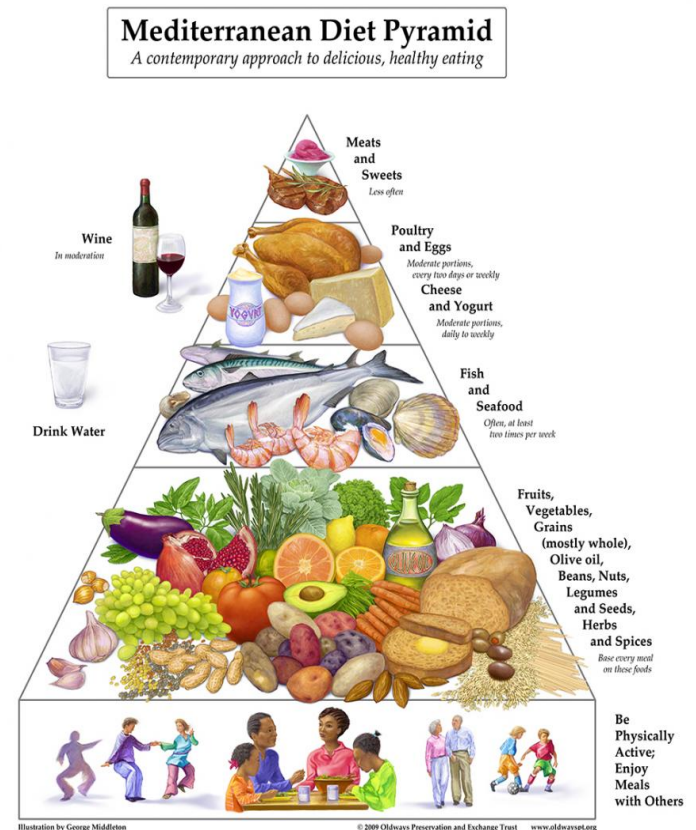 Mediterranean Diet Pyramid
A contemporary approach to delicious, healthy eating
Meats
and
Sweets
Less often
Wine
In moderation
Poultry
and Eggs
Moderate portions,
every two days or weekly
Cheese
and Yogurt
Moderate portions,
daily to weekly
YOGURT
Drink Water
Fish
and
Seafood
Often, at least
two times per week
Fruits,
Vegetables,
Grains
(mostly whole),
Olive oil,
Beans, Nuts,
Legumes
and Seeds,
Herbs
and Spices
Base every meal
on these foods
Be
Physically
Active;
Enjoy
Meals
with Others
Illustration by George Middleton
© 2009 Oldways Preservation and Exchange Trust
www.oldwayspt.org